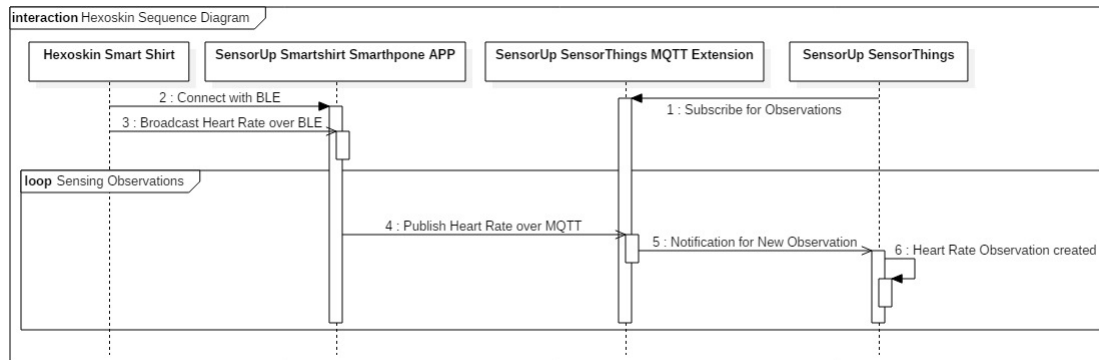 interaction Hexoskin Sequence Diagram
Hexoskin Smart Shirt
SensorUp Smartshirt Smarthpone APP
SensorUp SensorThings MQTT Extension
SensorUp SensorThings
2 : Connect with BLE
1 : Subscribe for Observations
3 : Broadcast Heart Rate over BLE
loop Sensing Observations
4 : Publish Heart Rate over MQTT
5 : Notification for New Observation
6 : Heart Rate Observation created